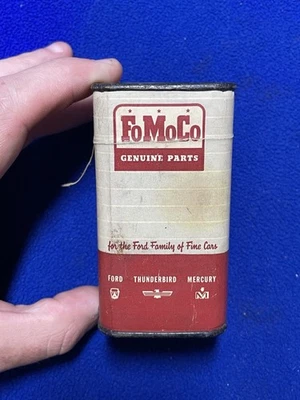 FoMoCo
GENUINE PARTS
for the Ford Family of Fine Cars
FORD THUNDERBIRD MERCURY